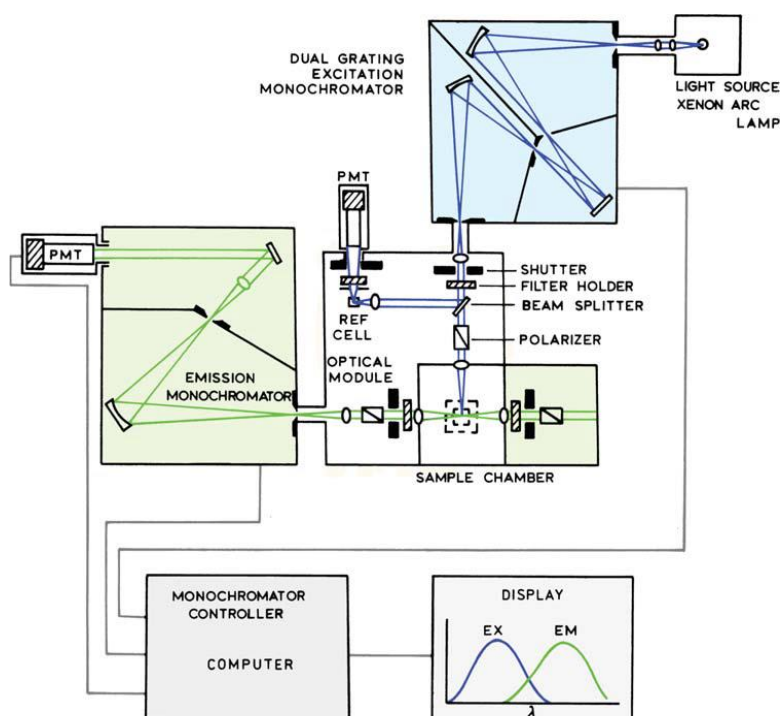 DUAL GRATING
EXCITATION
MONOCHROMATOR
LIGHT SOURCE
XENON ARC
LAMP
PMT
PMT
SHUTTER
FILTER HOLDER
BEAM SPLITTER
REF
CELL
POLARIZER
OPTICAL
MODULE
EMISSION
MONOCHROMATOR
SAMPLE CHAMBER
MONOCHROMATOR
CONTROLLER
COMPUTER
DISPLAY
EX
EM
λ